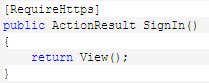 [RequireHttps]
public ActionResult SignIn()
{
    return View();
}